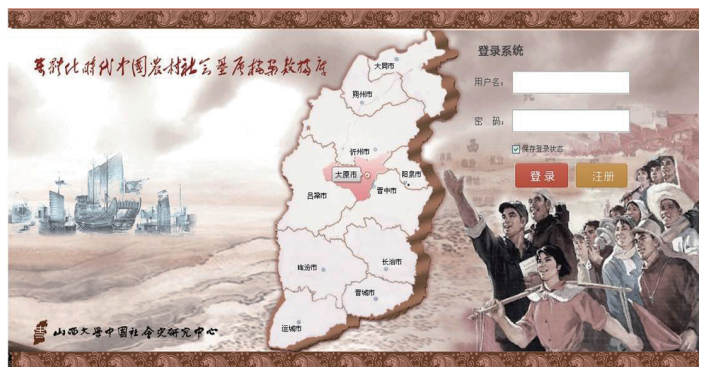 集体化时代中国农村社会基层档案数据库
登录系统
用户名:
密 码:
保存登录状态
登 录
注册
大同市
朔州市
忻州市
太原市
阳泉市
晋中市
吕梁市
临汾市
长治市
晋城市
运城市
山西大学中国社会史研究中心